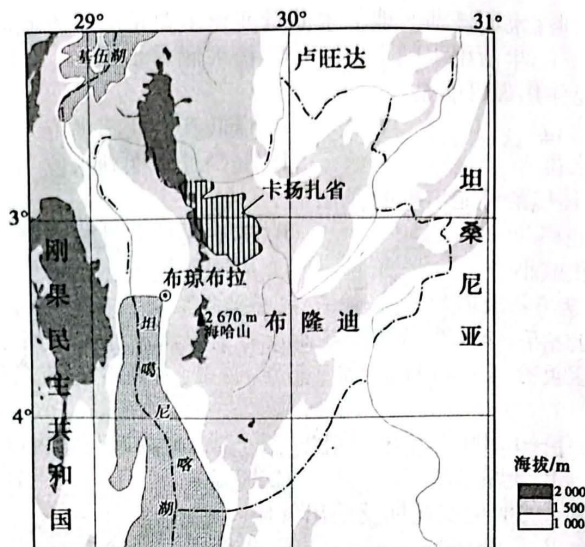 29° 30° 31°
基伍湖
卢旺达
卡扬扎省
3°
坦桑尼亚
刚果民主共和国
布琼布拉
2 670 m
海哈山
布隆迪
坦噶尼喀湖
4°
海拔/m
2 000
1 500
1 000